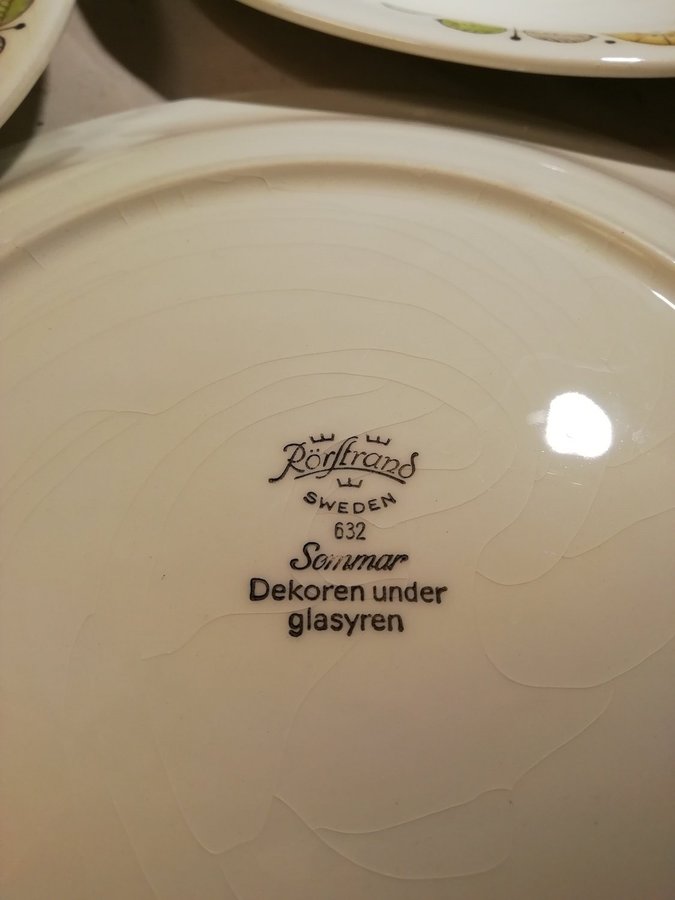 Rörstrand
SWEDEN
632
Sommar
Dekoren under
glasyren